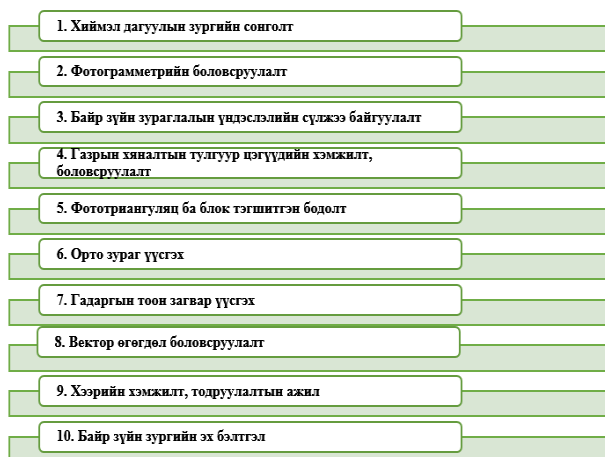 1. Хиймэл дагуулын зургийн сонголт
2. Фотограмметрийн боловсруулалт
3. Байр зүйн зураглалын үндэслэлийн сүлжээ байгуулалт
4. Газрын хяналтын тулгуур цэгүүдийн хэмжилт,
боловсруулалт
5. Фототриангуляц ба блок тэгшитгэн бодолт
6. Орто зураг үүсгэх
7. Гадаргын тоон загвар үүсгэх
8. Вектор өгөгдөл боловсруулалт
9. Хээрийн хэмжилт, тодруулалтын ажил
10. Байр зүйн зургийн эх бэлтгэл